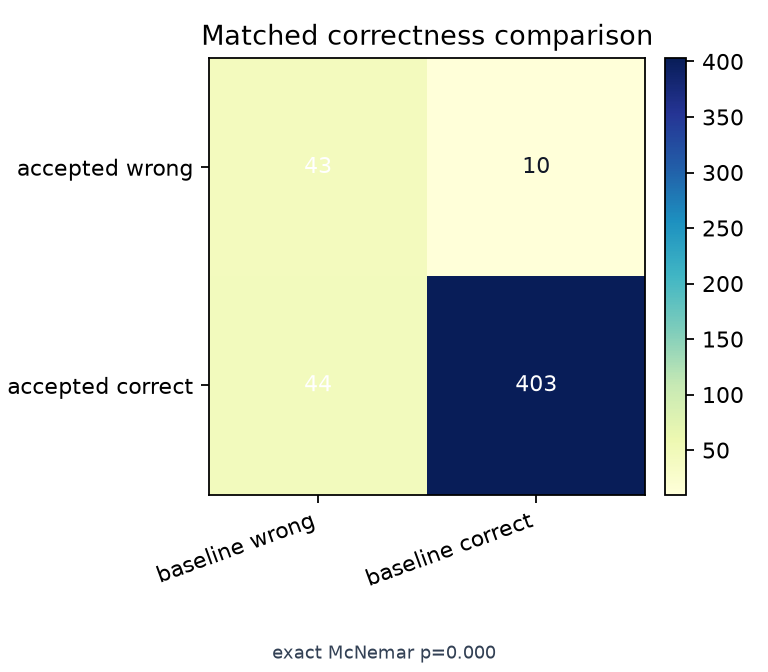 Matched correctness comparison
accepted wrong
43
10
accepted correct
44
403
baseline wrong
baseline correct
400
350
300
250
200
150
100
50
exact McNemar p=0.000